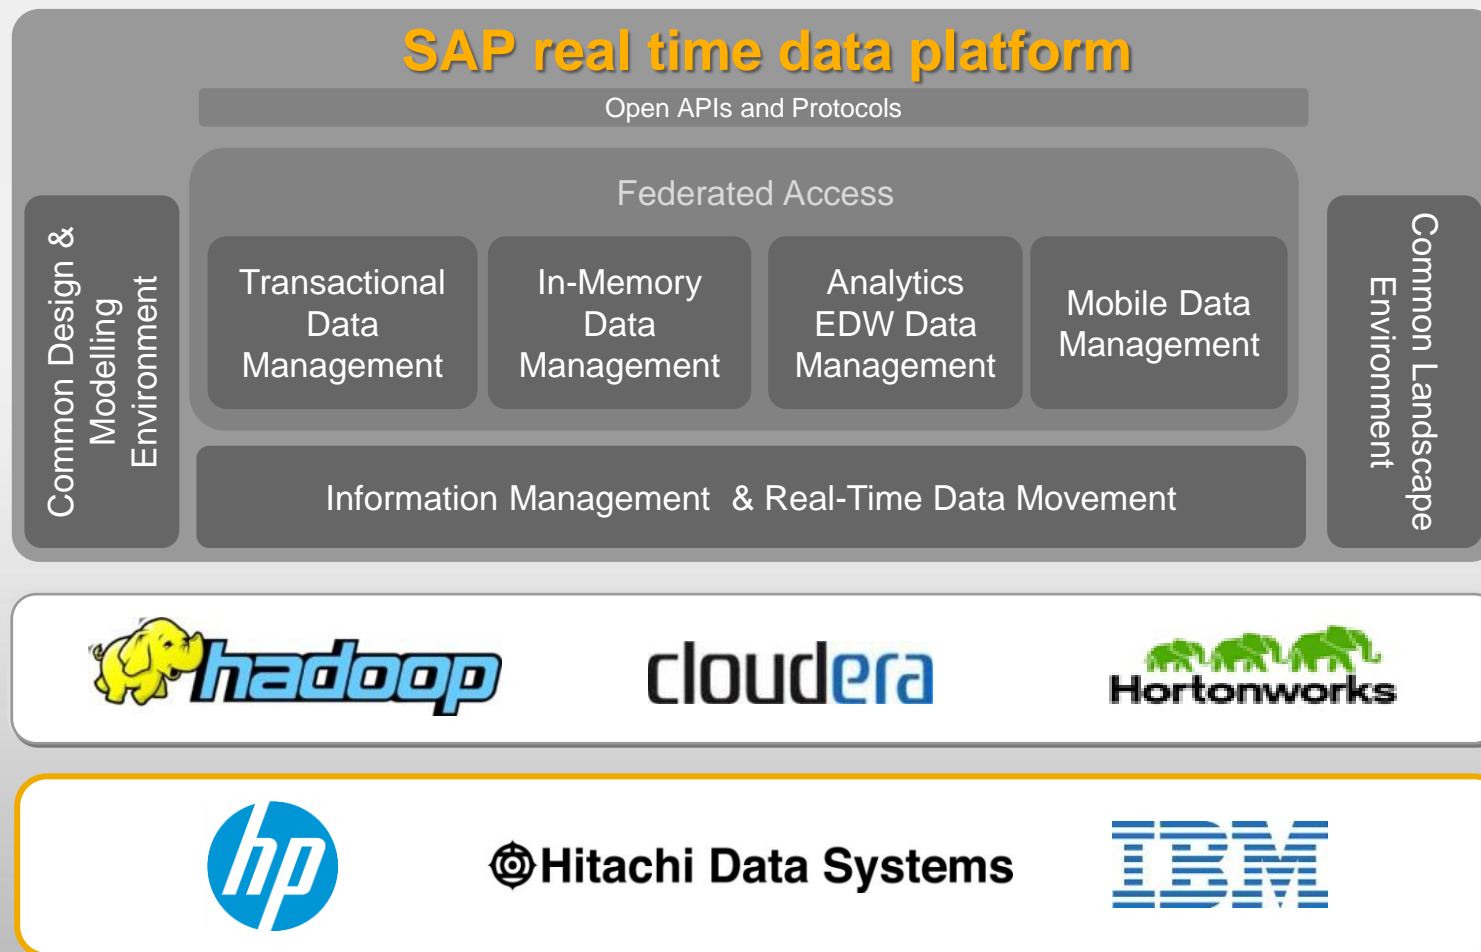 SAP real time data platform
Open APIs and Protocols
Federated Access
Common Design &
Modelling
Environment
Transactional
Data
Management
In-Memory
Data
Management
Analytics
EDW Data
Management
Mobile Data
Management
Common Landscape
Environment
Information Management & Real-Time Data Movement
hadoop
cloudera
Hortonworks
hp
Hitachi Data Systems
IBM